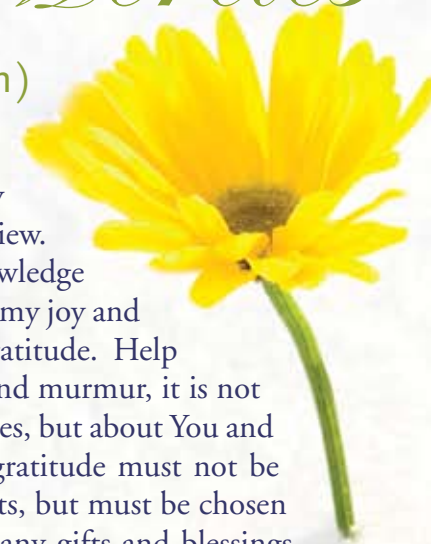 n)
iew.
wledge
my joy and
atitude. Help
nd murmur, it is not
es, but about You and
gratitude must not be
ts, but must be chosen
any gifts and blessings